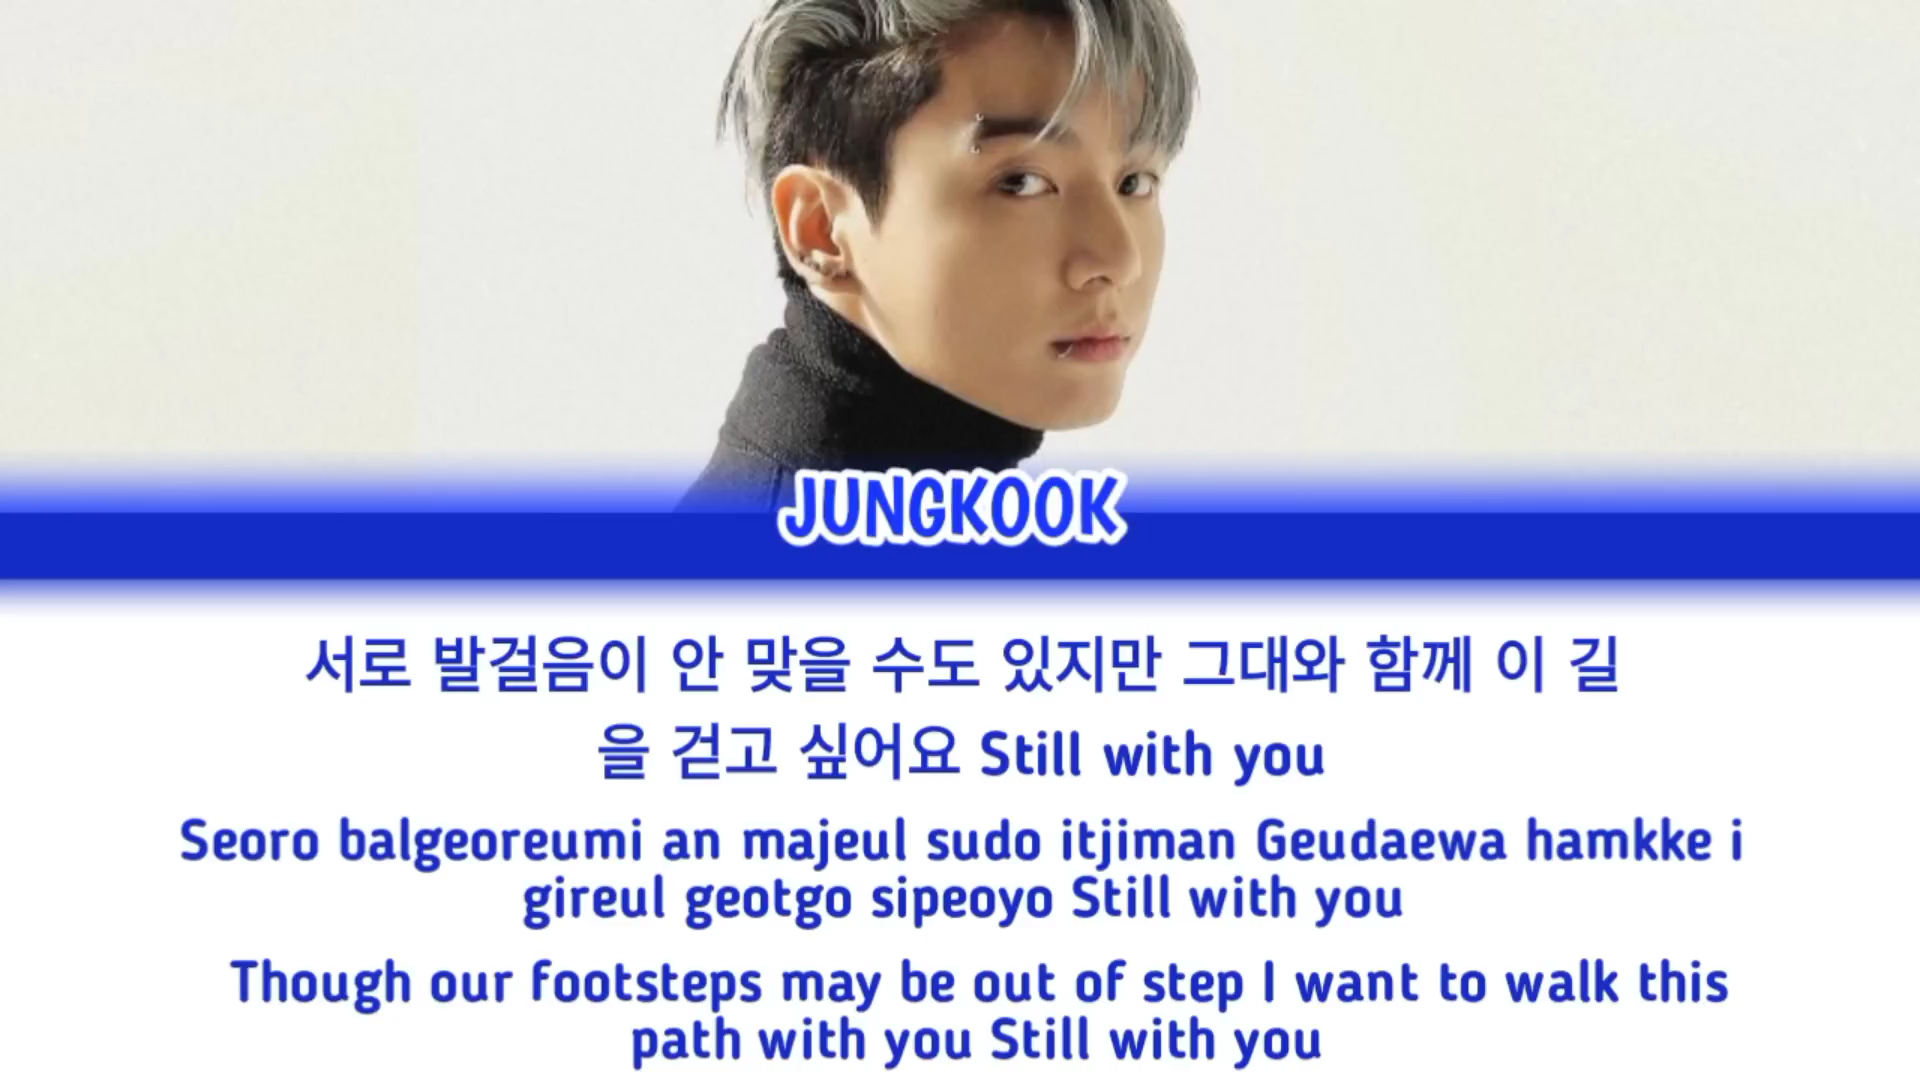 JUNGKOOK
서로 발걸음이 안 맞을 수도 있지만 그대와 함께 이 길
을 걷고 싶어요 Still with you
Seoro balgeoreumi an majeul sudo itjiman Geudaewa hamkke i
gireul geotgo sipeoyo Still with you
Though our footsteps may be out of step I want to walk this
path with you Still with you